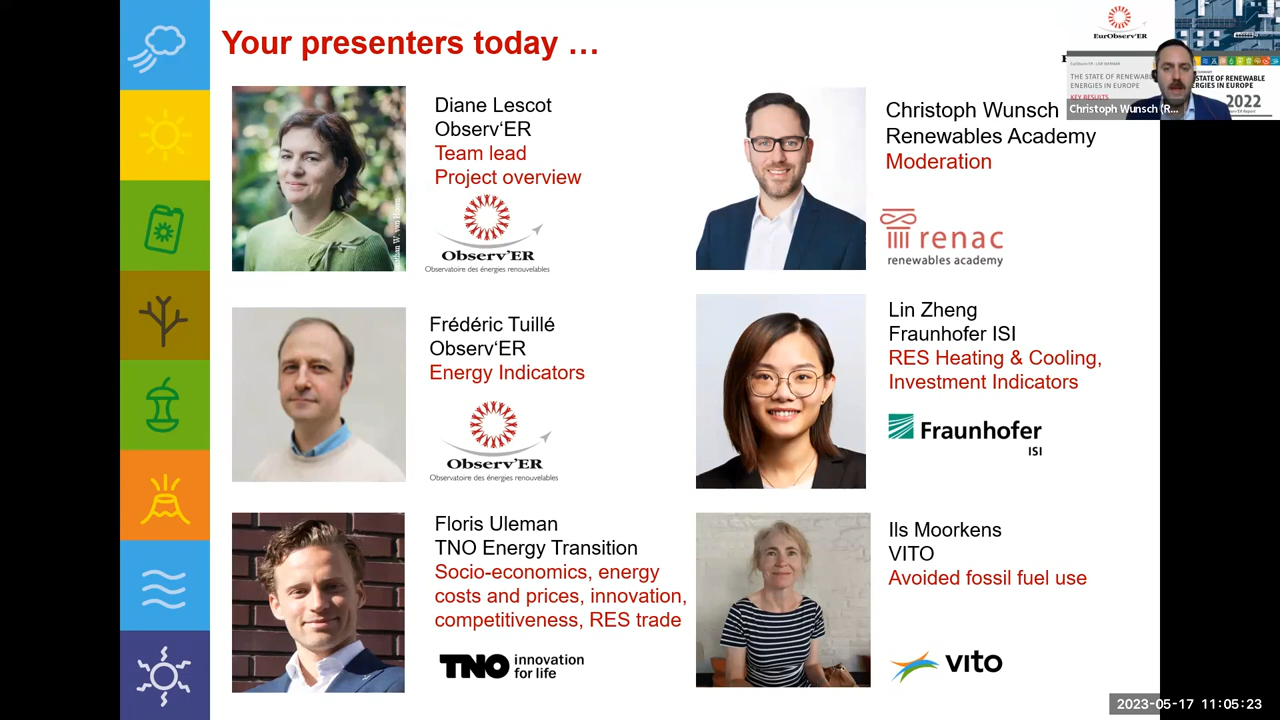 Your presenters today …
Diane Lescot
Observ‘ER
Team lead
Project overview
Observ'ER
Observatoire des énergies renouvelables
Christoph Wunsch
Renewables Academy
Moderation
renac
renewables academy
Frédéric Tuillé
Observ‘ER
Energy Indicators
Observ'ER
Observatoire des énergies renouvelables
Lin Zheng
Fraunhofer ISI
RES Heating & Cooling,
Investment Indicators
Fraunhofer
ISI
Floris Uleman
TNO Energy Transition
Socio-economics, energy
costs and prices, innovation,
competitiveness, RES trade
TNO innovation
for life
Ils Moorkens
VITO
Avoided fossil fuel use
vito
EurObserv'ER
THE STATE OF RENEWABLE
ENERGIES IN EUROPE
KEY RESULTS
STATE OF RENEWABLE
IN EUROPE
2022
Christoph Wunsch (R...
2023-05-17 11:05:23